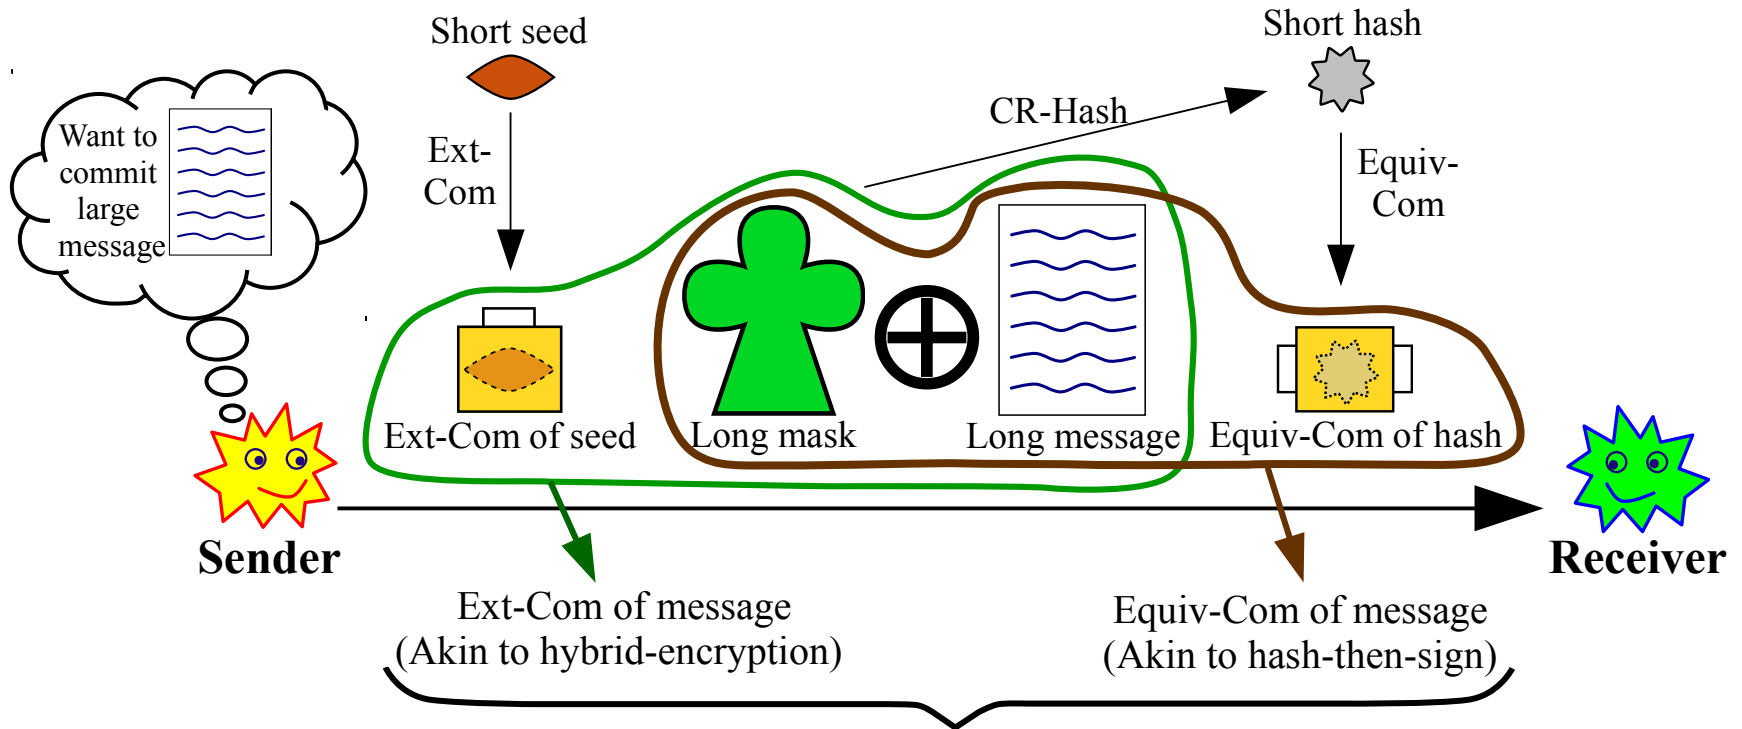 Short seed
Short hash
Want to
commit
large
message
CR-Hash
Ext-
Com
Equiv-
Com
Ext-Com of seed
Long mask
Long message
Equiv-Com of hash
Sender
Receiver
Ext-Com of message
(Akin to hybrid-encryption)
Equiv-Com of message
(Akin to hash-then-sign)